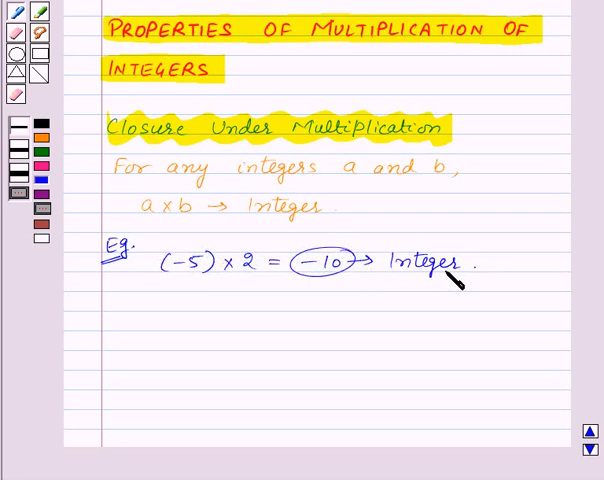 PROPERTIES OF MULTIPLICATION OF
INTEGERS
Closure Under Multiplication
For any integers a and b,
a×b → Integer.
Eg.
(-5) × 2 = -10 → Integer.